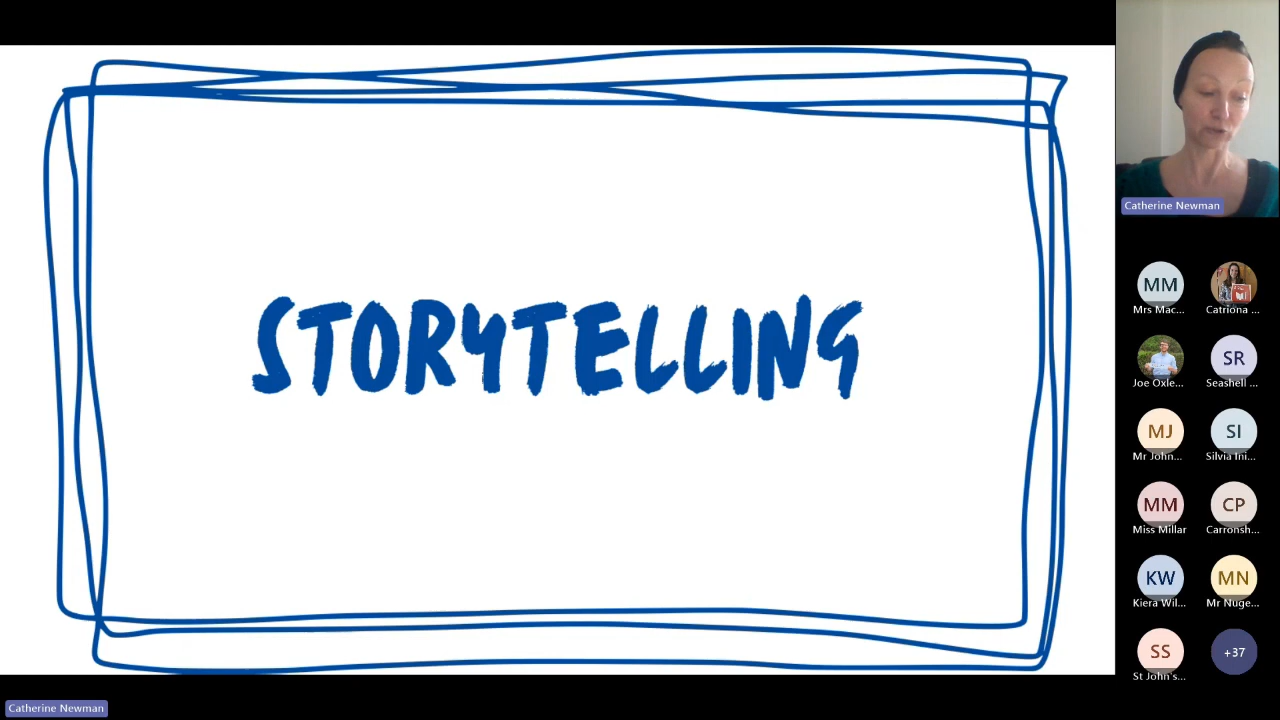 STORYTELLING
Catherine Newman
MM
Mrs Mac...
Catriona ...
Joe Oxle...
SR
Seashell ...
MJ
Mr John...
SI
Silvia Ini...
MM
Miss Millar
CP
Carronsh...
KW
Kiera Wil...
MN
Mr Nuge...
SS
St John's...
+37
Catherine Newman